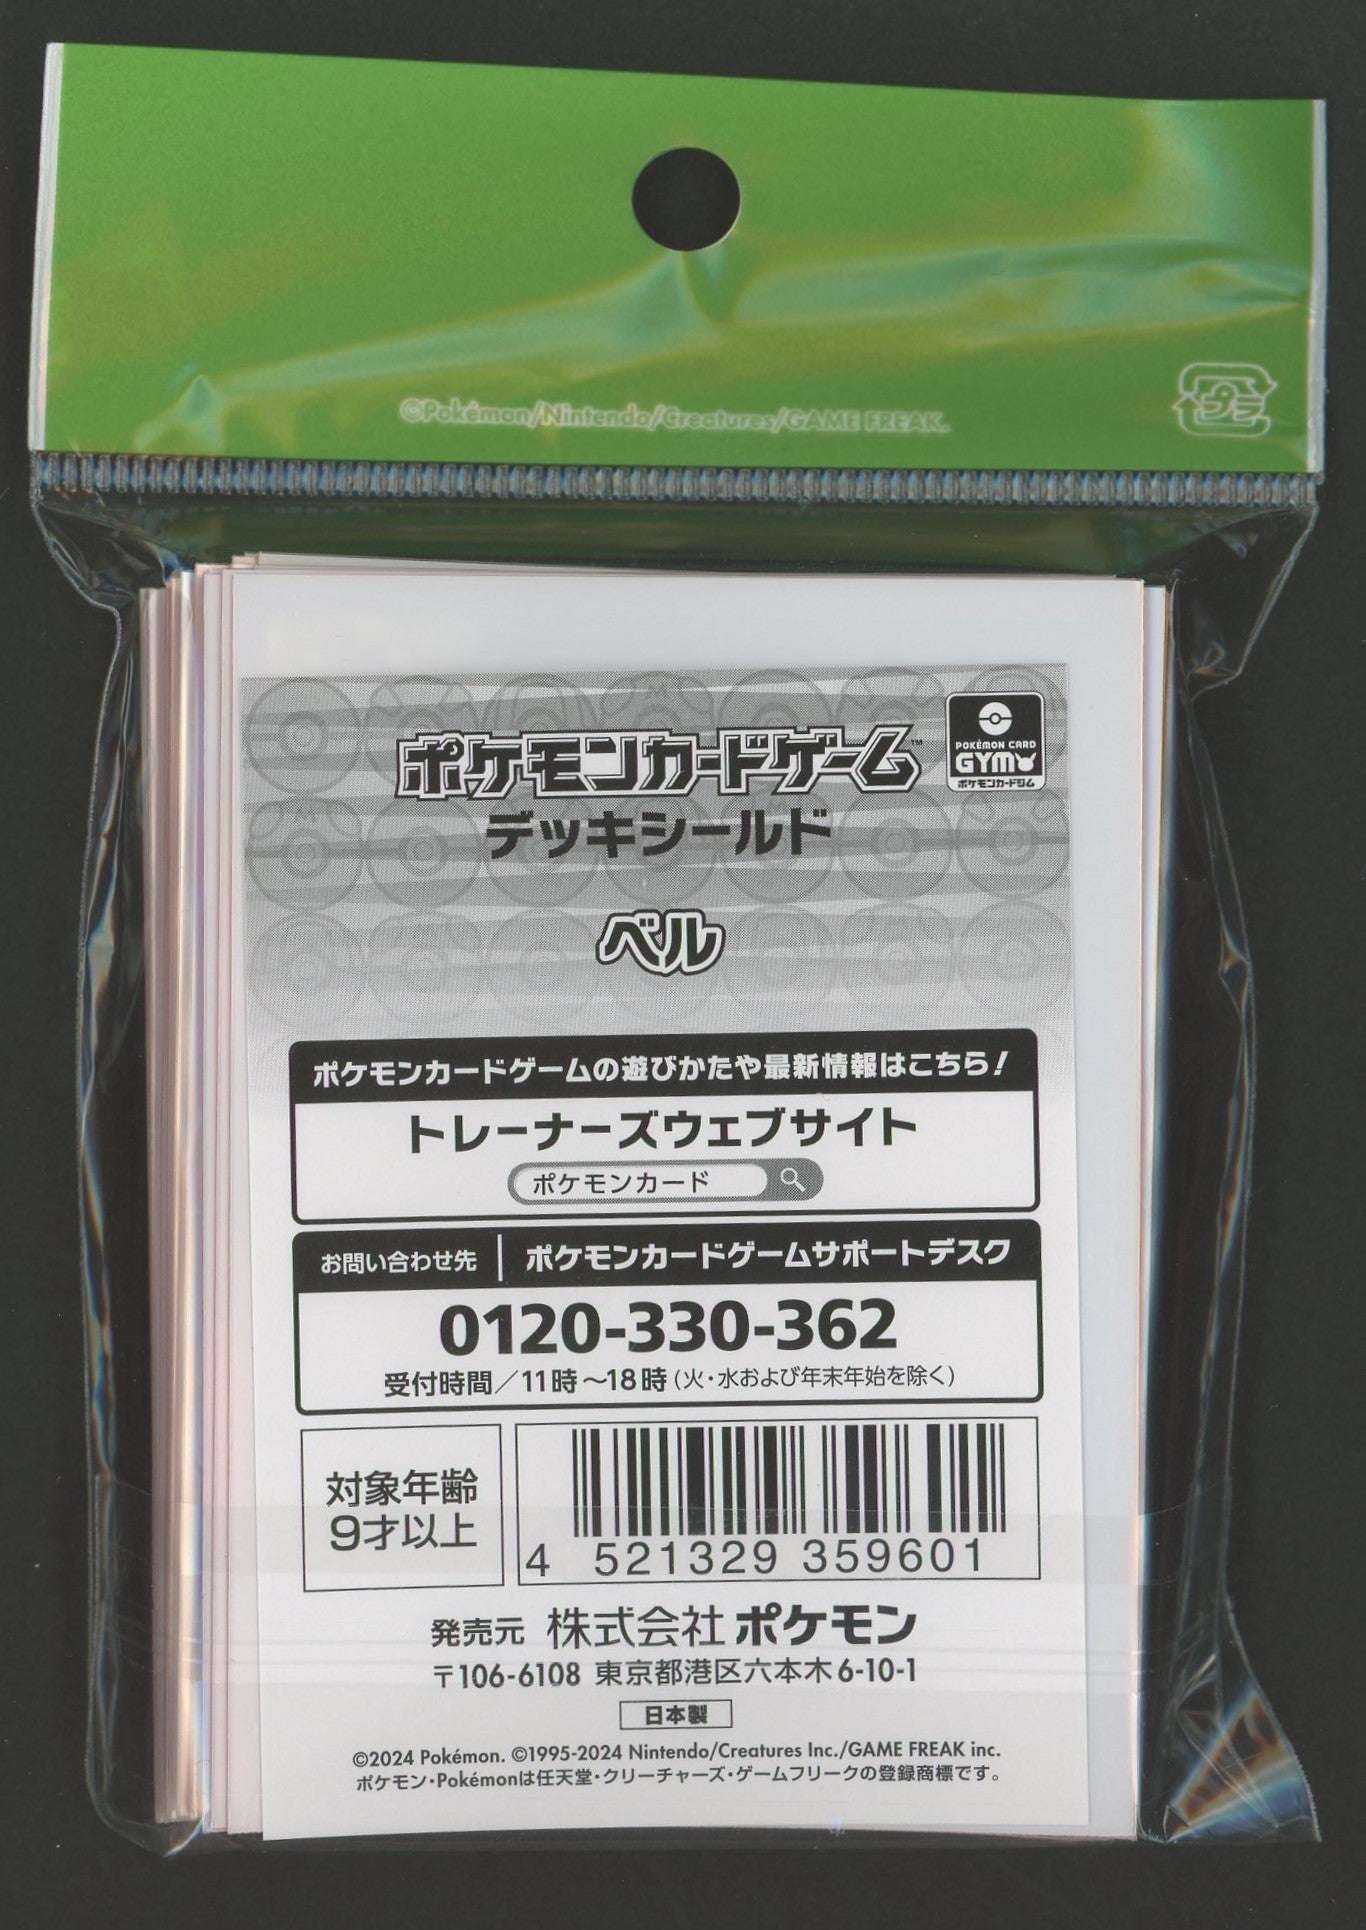 ©Pokémon/Nintendo/Creatures/GAME FREAK.
プラ
ポケモンカードゲーム™
POKÉMON CARD
GYM
ポケモンカードジム
デッキシールド
ベル
ポケモンカードゲームの遊びかたや最新情報はこちら!
トレーナーズウェブサイト
ポケモンカード
お問い合わせ先 ポケモンカードゲームサポートデスク
0120-330-362
受付時間／11時～18時(火・水および年末年始を除く)
対象年齢
9才以上
4 521329 359601
発売元 株式会社ポケモン
〒106-6108 東京都港区六本木6-10-1
日本製
©2024 Pokémon. ©1995-2024 Nintendo/Creatures Inc./GAME FREAK inc.
ポケモン・Pokémonは任天堂・クリーチャーズ・ゲームフリークの登録商標です。